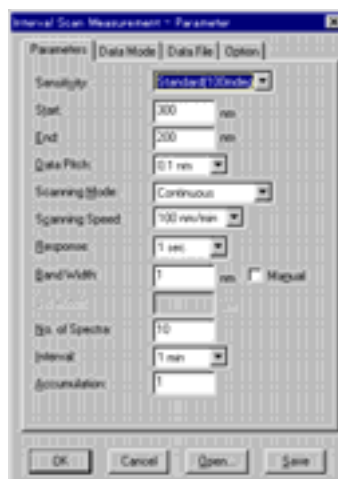 Interval Scan Measurement - Parameter
Parameters Data Mode Data File Option
Sensitivity: Standard(100mdeg
Start: 300 nm
End: 200 nm
Data Pitch: 0.1 nm
Scanning Mode: Continuous
Scanning Speed: 100 nm/min
Response: 1 sec
Band Width: 1 nm Manual
No. of Spectra: 10
Interval: 1 min
Accumulation: 1
OK Cancel Open... Save